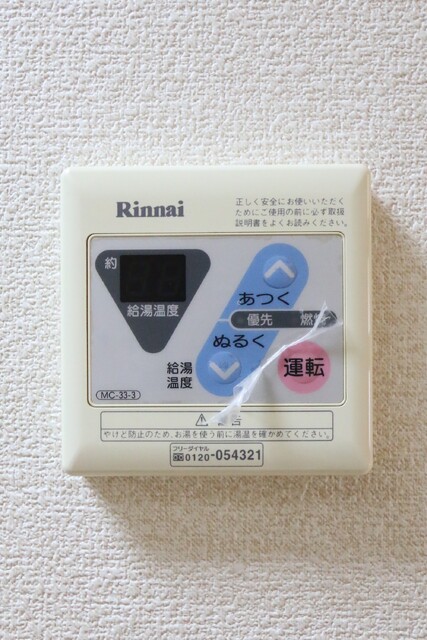 Rinnai
正しく安全にお使いいただく
ためにご使用の前に必ず取扱
説明書をよくお読みください。
約
給湯温度
あつく
優先
ぬるく
給湯
温度
運転
MC-33-3
やけど防止のため、お湯を使う前に湯温を確かめてください。
フリーダイヤル
0120-054321